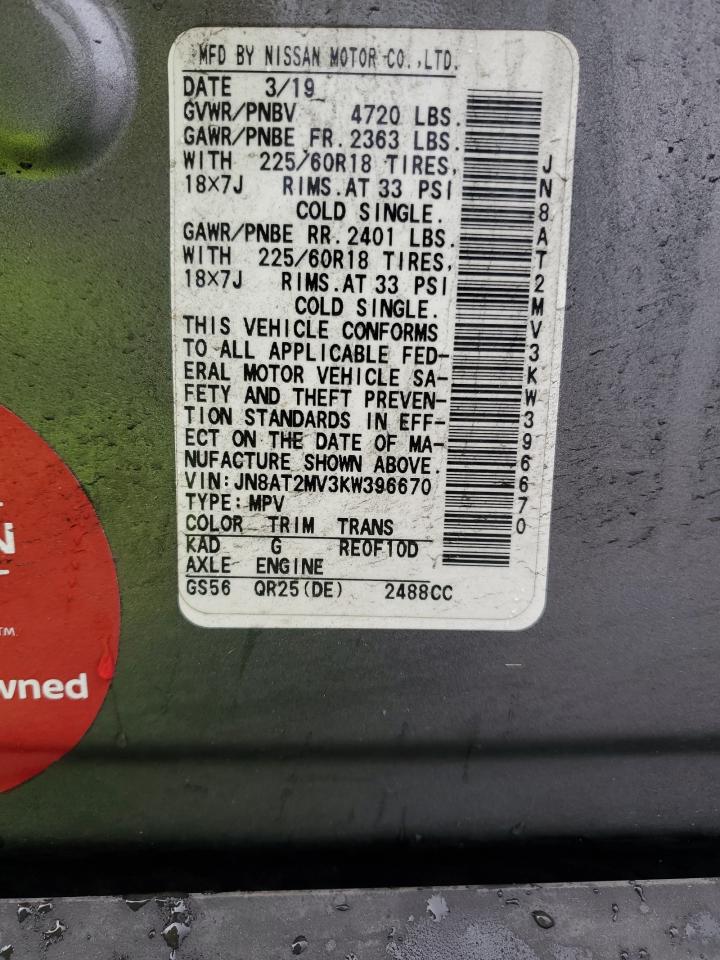 MFD BY NISSAN MOTOR CO.,LTD.
DATE 3/19
GVWR/PNBV 4720 LBS.
GAWR/PNBE FR. 2363 LBS.
WITH 225/60R18 TIRES,
18X7J RIMS.AT 33 PSI
COLD SINGLE.
GAWR/PNBE RR. 2401 LBS.
WITH 225/60R18 TIRES,
18X7J RIMS.AT 33 PSI
COLD SINGLE.
THIS VEHICLE CONFORMS
TO ALL APPLICABLE FED-
ERAL MOTOR VEHICLE SA-
FETY AND THEFT PREVEN-
TION STANDARDS IN EFF-
ECT ON THE DATE OF MA-
NUFACTURE SHOWN ABOVE.
VIN:JN8AT2MV3KW396670
TYPE:MPV
COLOR TRIM TRANS
KAD G RE0F10D
AXLE ENGINE
GS56 QR25(DE) 2488CC
JN8AT2MV3KW396670
N
TM
wned